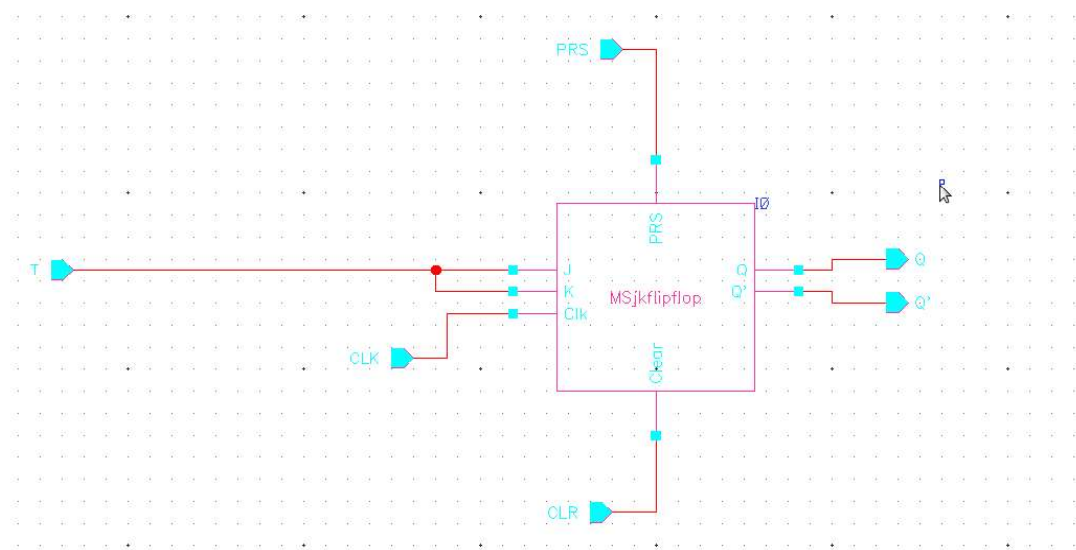 PRS
I0
PRS
T
J
Q
Q
K
Q'
MSjkflipflop
Q'
Clk
CLK
Clear
CLR